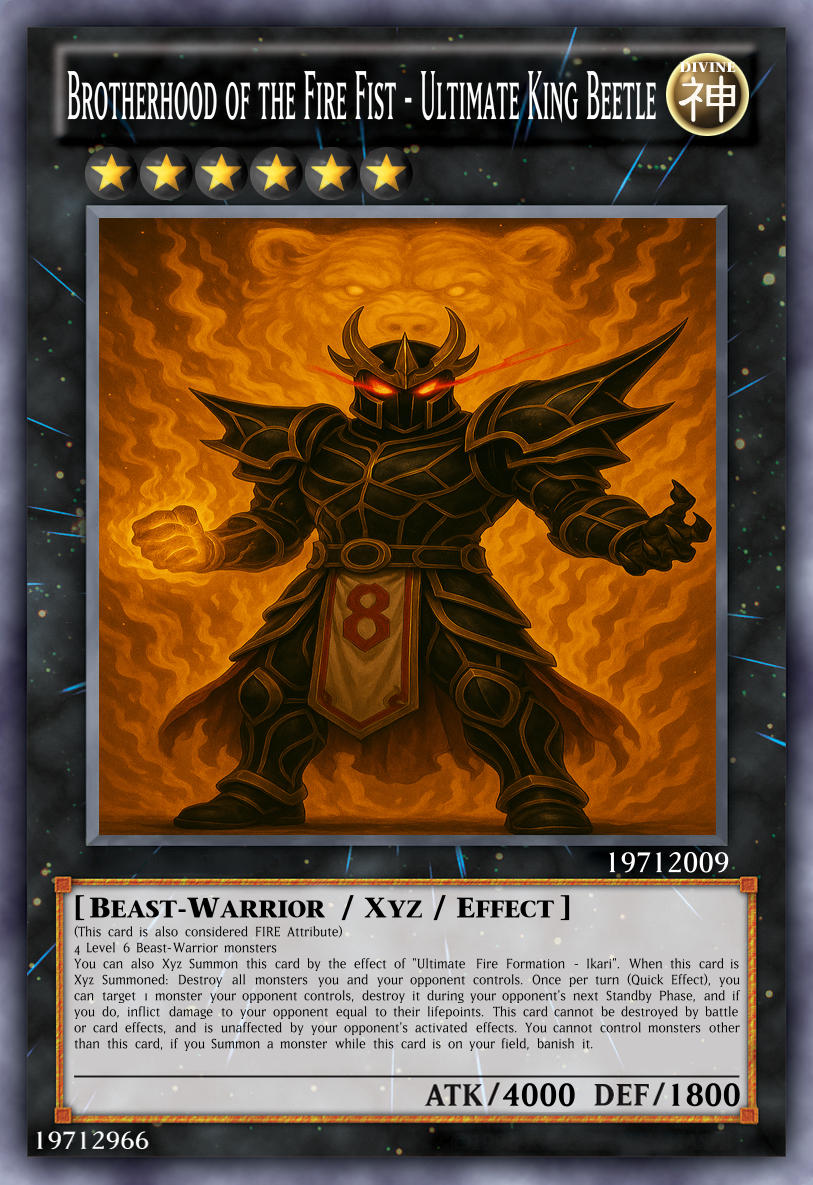 Brotherhood of the Fire Fist - Ultimate King Beetle
DIVINE
神
8
19712009
[ Beast-Warrior / Xyz / Effect ]
(This card is also considered FIRE Attribute)
4 Level 6 Beast-Warrior monsters
You can also Xyz Summon this card by the effect of "Ultimate Fire Formation - Ikari". When this card is
Xyz Summoned: Destroy all monsters you and your opponent controls. Once per turn (Quick Effect), you
can target 1 monster your opponent controls, destroy it during your opponent's next Standby Phase, and if
you do, inflict damage to your opponent equal to their lifepoints. This card cannot be destroyed by battle
or card effects, and is unaffected by your opponent's activated effects. You cannot control monsters other
than this card, if you Summon a monster while this card is on your field, banish it.
ATK/4000 DEF/1800
19712966